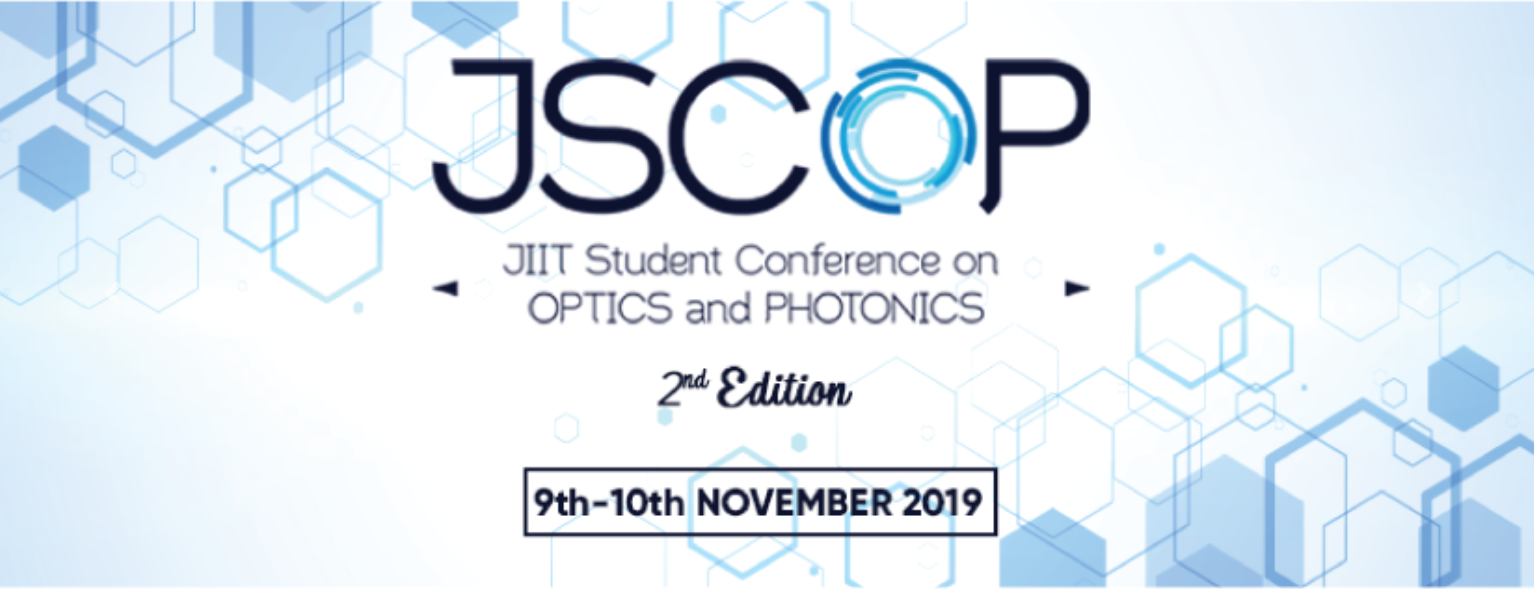 JSCOP
JIIT Student Conference on
OPTICS and PHOTONICS
2nd Edition
9th-10th NOVEMBER 2019